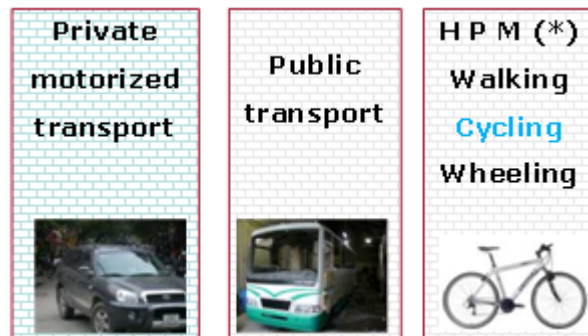 Private
motorized
transport
Public
transport
H P M (*)
Walking
Cycling
Wheeling